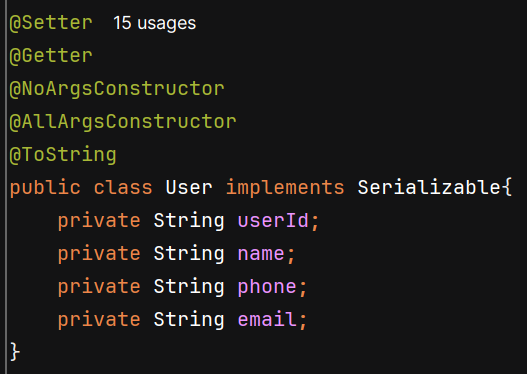 @Setter 15 usages
@Getter
@NoArgsConstructor
@AllArgsConstructor
@ToString
public class User implements Serializable{
    private String userId;
    private String name;
    private String phone;
    private String email;
}